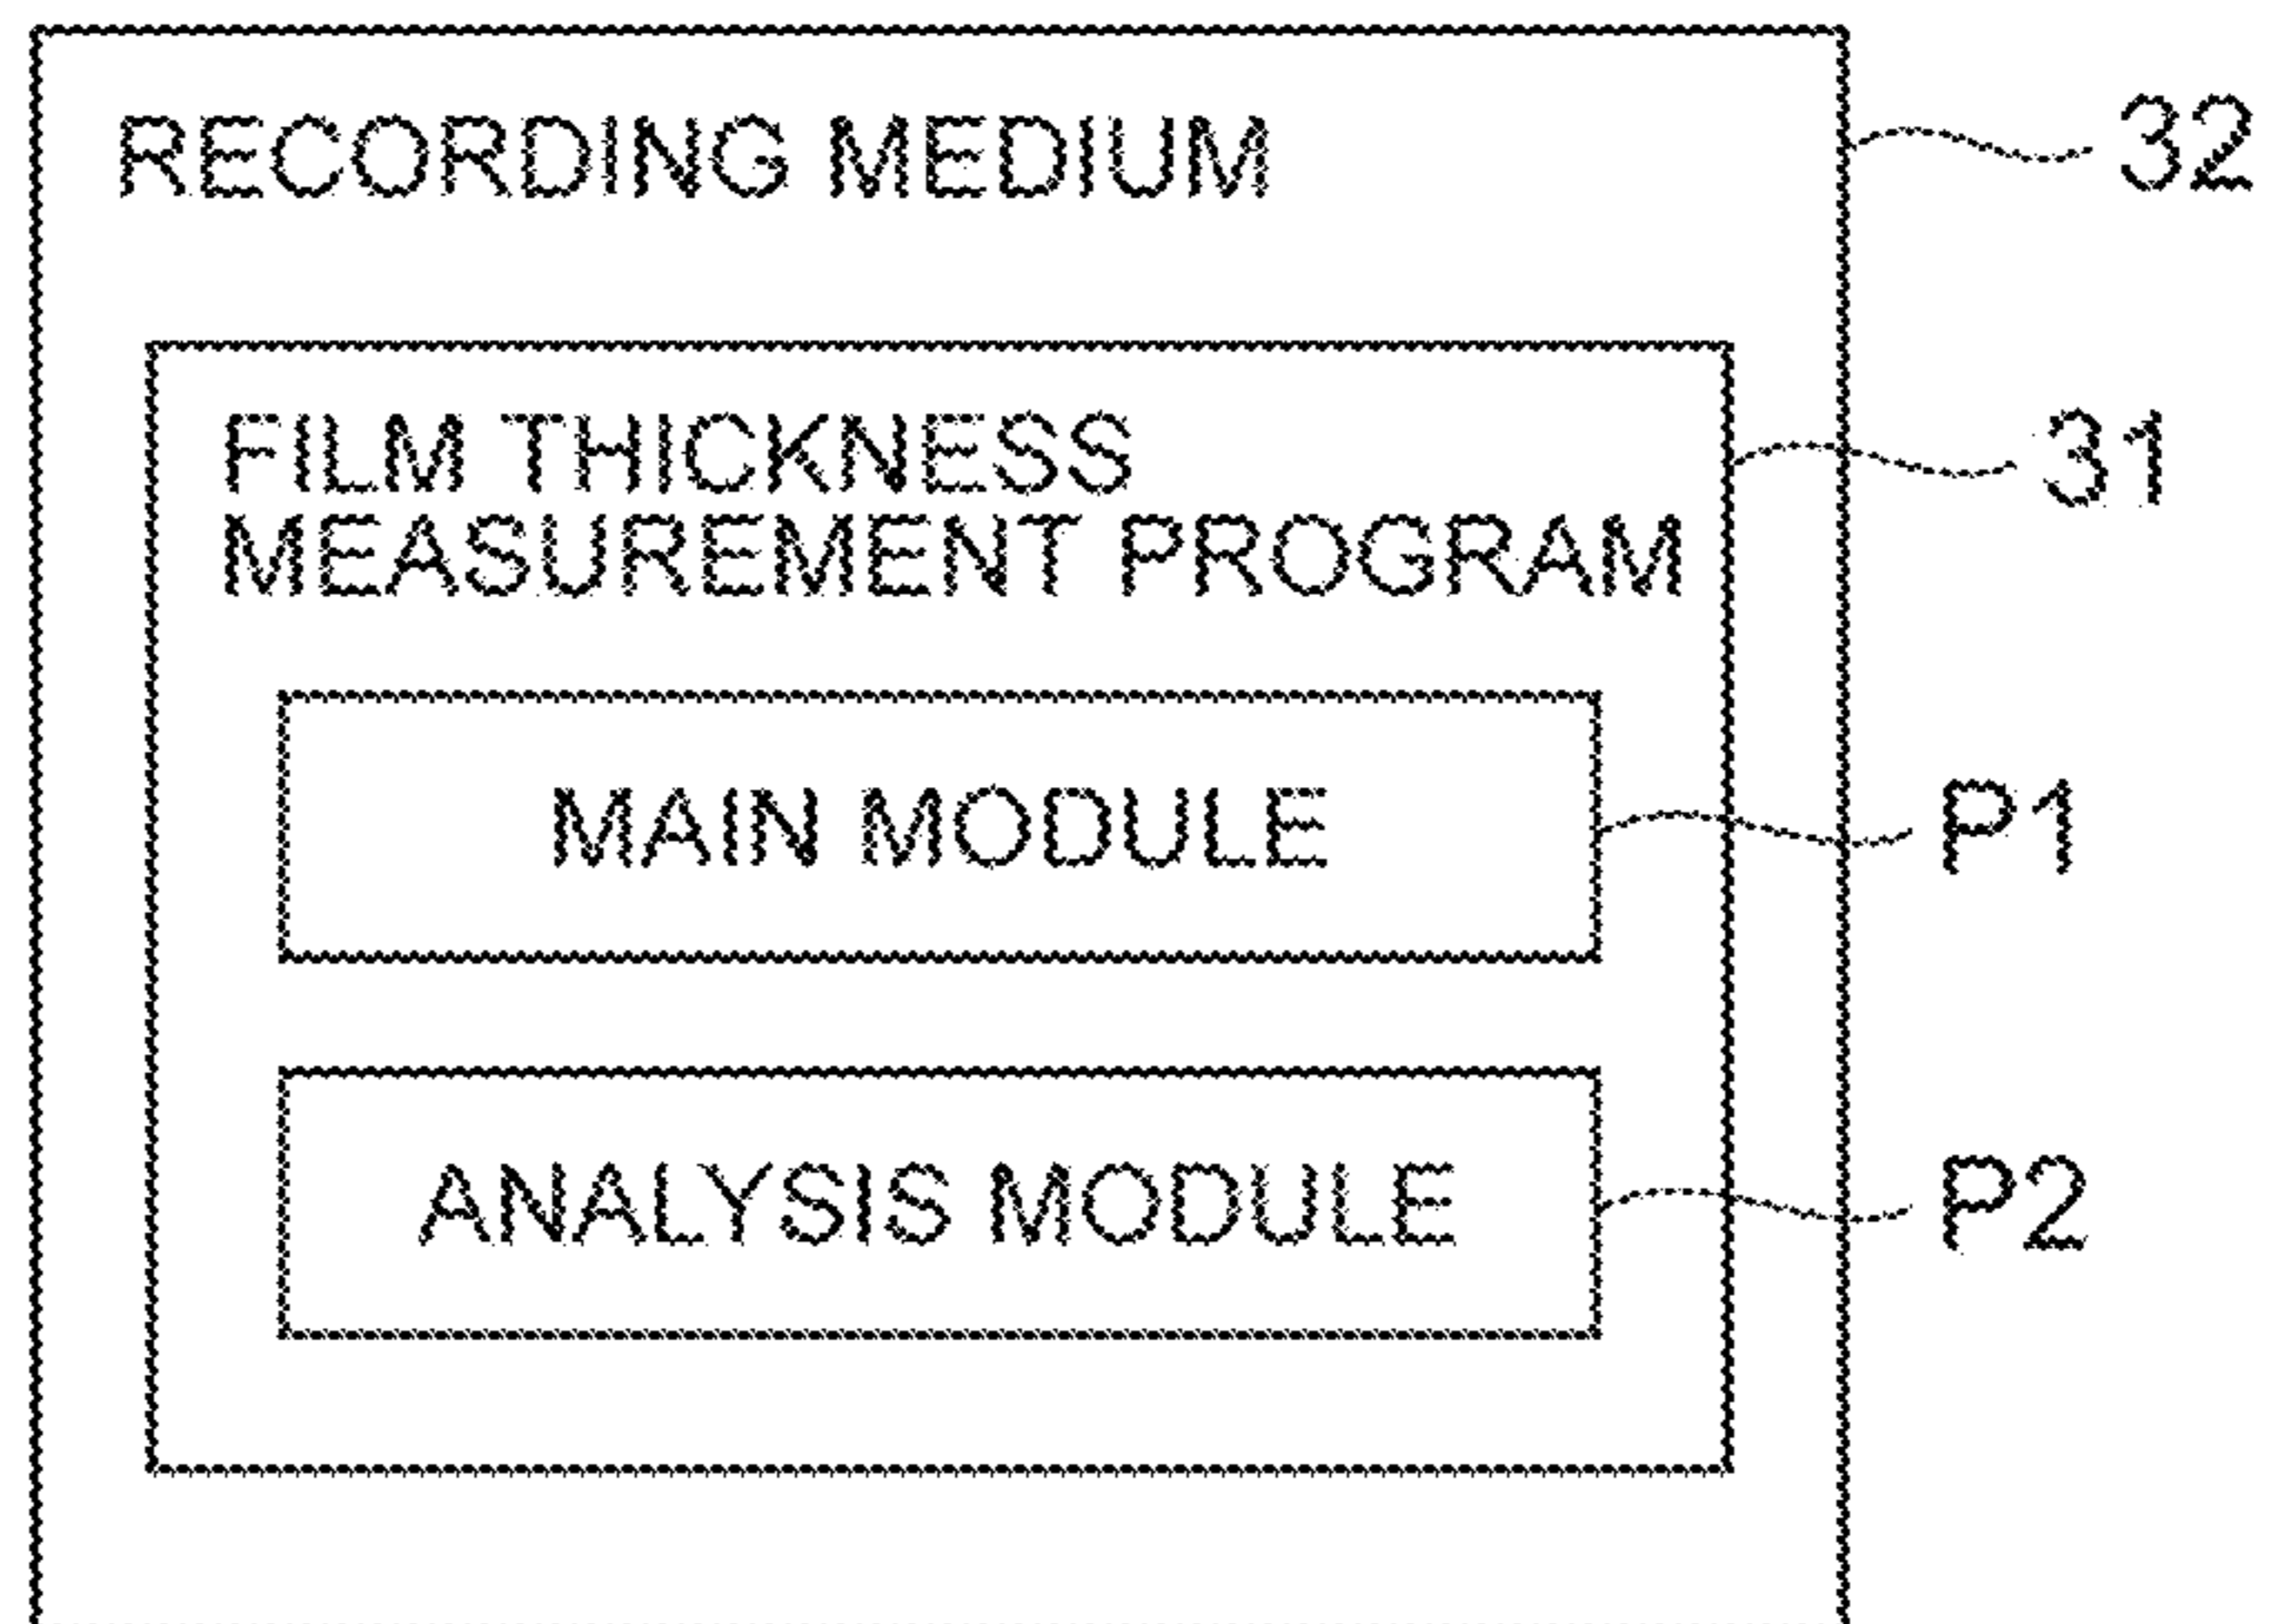 RECORDING MEDIUM
32
FILM THICKNESS
MEASUREMENT PROGRAM
31
MAIN MODULE
P1
ANALYSIS MODULE
P2